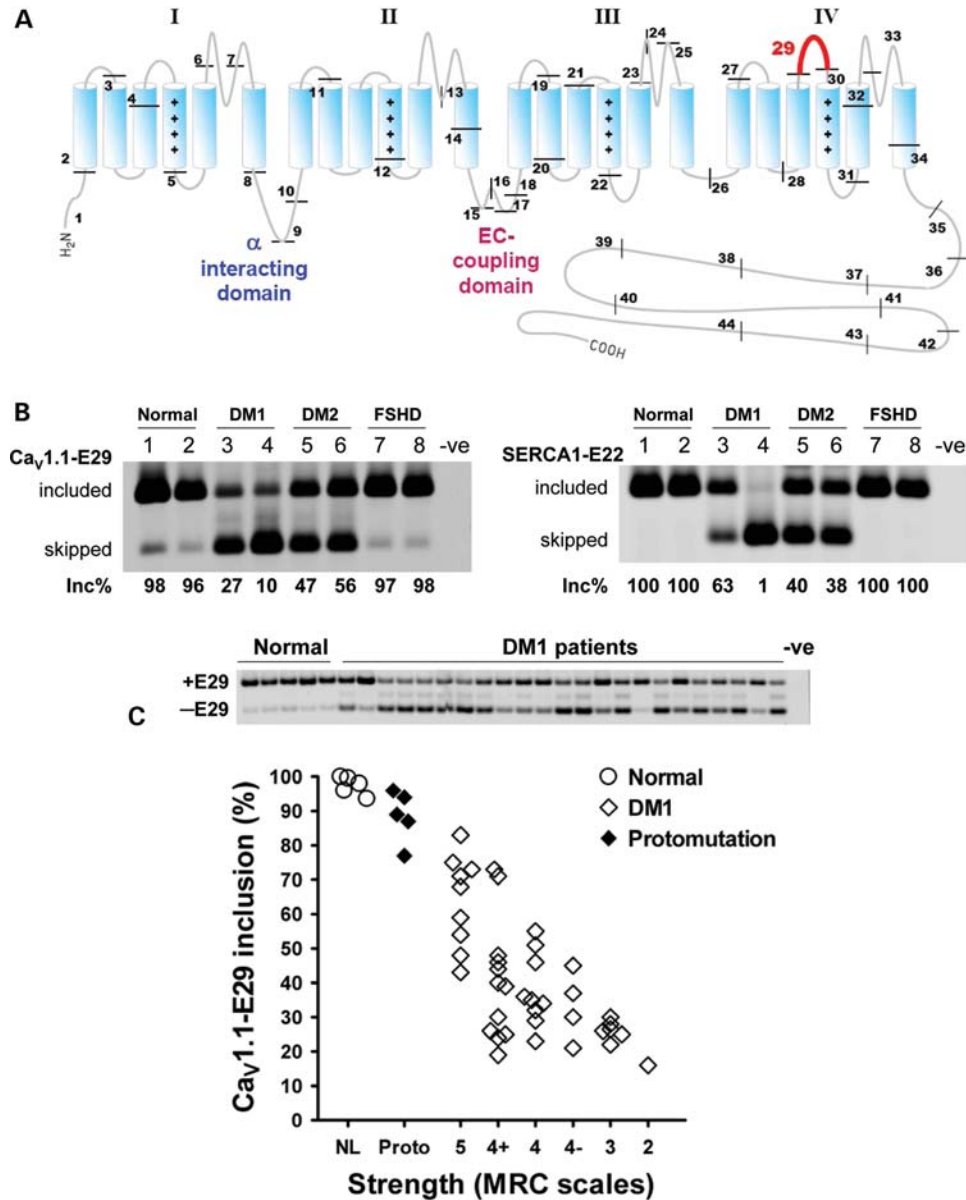 A
I II III IV
1 2 3 4 5 6 7 8 9 10 11 12 13 14 15 16 17 18 19 20 21 22 23 24 25 26 27 28 29 30 31 32 33 34 35 36 37 38 39 40 41 42 43 44
+ + + +
+ + + +
+ + + +
+ + + +
H₂N
α
interacting
domain
EC-
coupling
domain
COOH
B
Normal DM1 DM2 FSHD
1 2 3 4 5 6 7 8 -ve
CaV1.1-E29
included
skipped
Inc% 98 96 27 10 47 56 97 98
Normal DM1 DM2 FSHD
1 2 3 4 5 6 7 8 -ve
SERCA1-E22
included
skipped
Inc% 100 100 63 1 40 38 100 100
Normal DM1 patients -ve
+E29
—E29
C
Normal
DM1
Protomutation
CaV1.1-E29 inclusion (%)
100
90
80
70
60
50
40
30
20
10
0
NL Proto 5 4+ 4 4- 3 2
Strength (MRC scales)